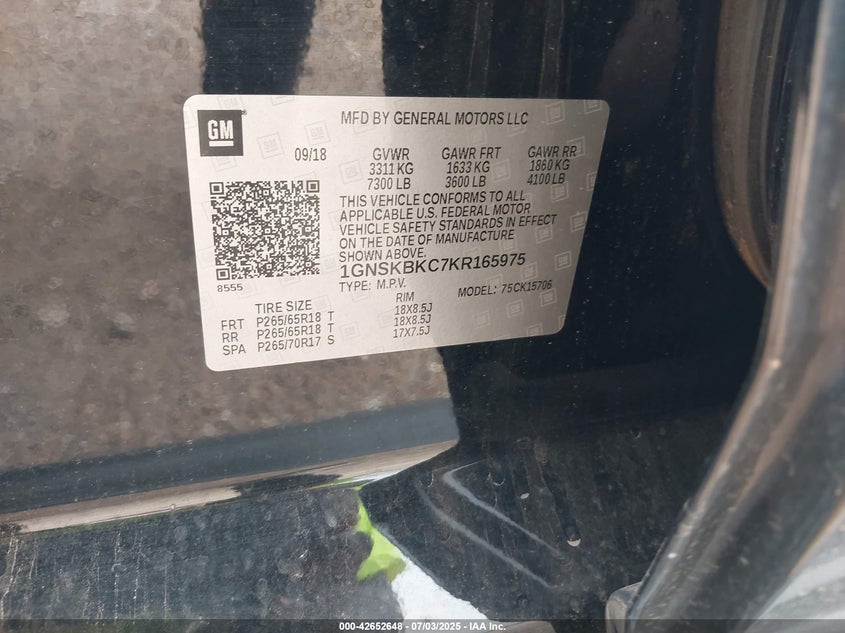 GM
MFD BY GENERAL MOTORS LLC
09/18 GVWR GAWR FRT GAWR RR
3311 KG 1633 KG 1860 KG
7300 LB 3600 LB 4100 LB
THIS VEHICLE CONFORMS TO ALL
APPLICABLE U.S. FEDERAL MOTOR
VEHICLE SAFETY STANDARDS IN EFFECT
ON THE DATE OF MANUFACTURE
SHOWN ABOVE.
1GNSKBKC7KR165975
8555
TYPE: M.P.V. MODEL: 75CK15706
TIRE SIZE RIM
FRT P265/65R18 T 18X8.5J
RR P265/65R18 T 18X8.5J
SPA P265/70R17 S 17X7.5J
000-42652648 - 07/03/2025 - IAA Inc.